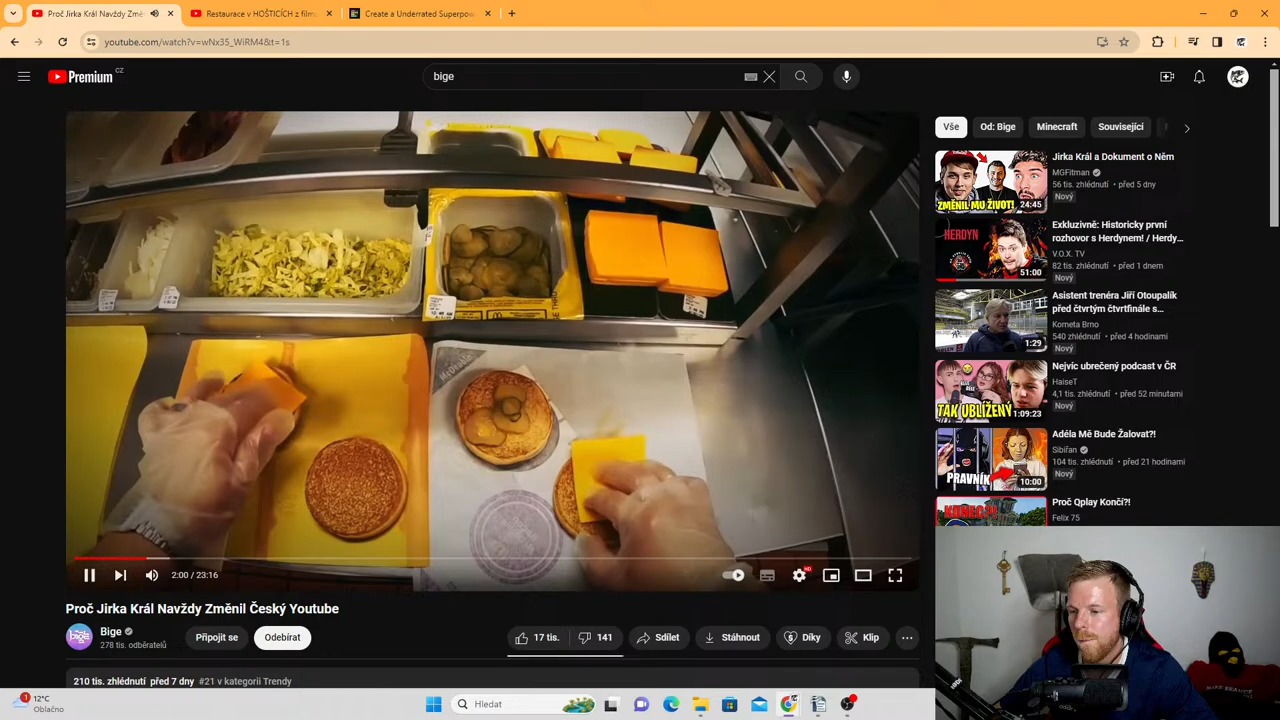 Proč Jirka Král Navždy Změn
Restaurace v HOŠTICÍCH z film
Create a Underrated Superpow
youtube.com/watch?v=wNx35_WiRM4&t=1s
Premium CZ
bige
Vše
Od: Bige
Minecraft
Související
McDouble
ZMĚNIL MU ŽIVOT!
24:45
Jirka Král a Dokument o Něm
MGFitman
56 tis. zhlédnutí • před 5 dny
Nový
HERDYN
51:00
Exkluzivně: Historicky první
rozhovor s Herdynem! / Herdy...
V.O.X. TV
82 tis. zhlédnutí • před 1 dnem
Nový
1:29
Asistent trenéra Jiří Otoupalík
před čtvrtým čtvrtfinále s...
Kometa Brno
540 zhlédnutí • před 4 hodinami
Nový
TAK UBLÍŽENÝ
1:09:23
Nejvíc ubrečený podcast v ČR
HaiseT
4,1 tis. zhlédnutí • před 52 minutami
Nový
PRAVNÍK
10:00
Adéla Mě Bude Žalovat?!
Sibiřan
104 tis. zhlédnutí • před 21 hodinami
Nový
KONEC?!
Proč Qplay Končí?!
Felix 75
2:00 / 23:16
HD
Proč Jirka Král Navždy Změnil Český Youtube
bige
Bige
278 tis. odběratelů
Připojit se
Odebírat
17 tis.
141
Sdílet
Stáhnout
Díky
Klip
210 tis. zhlédnutí před 7 dny #21 v kategorii Trendy
1
12°C
Oblačno
Hledat